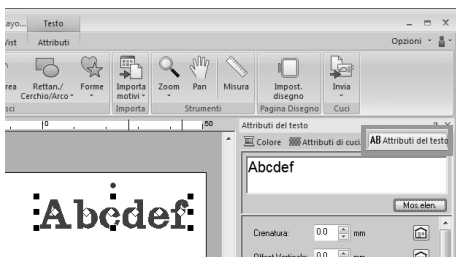 ayo... Testo
Vist Attributi Opzioni
rea Rettan./ Cerchio/Arco Forme Importa motivi Zoom Pan Misura Impost. disegno Invia
sci Importa Strumenti Pagina Disegno Cuci
0 50 Attributi del testo
Colore Attributi di cuci AB Attributi del testo
Abcdef
Abcdef
Mos.elen.
Crenatura: 0.0 mm
Offset Verticale: 0.0 mm